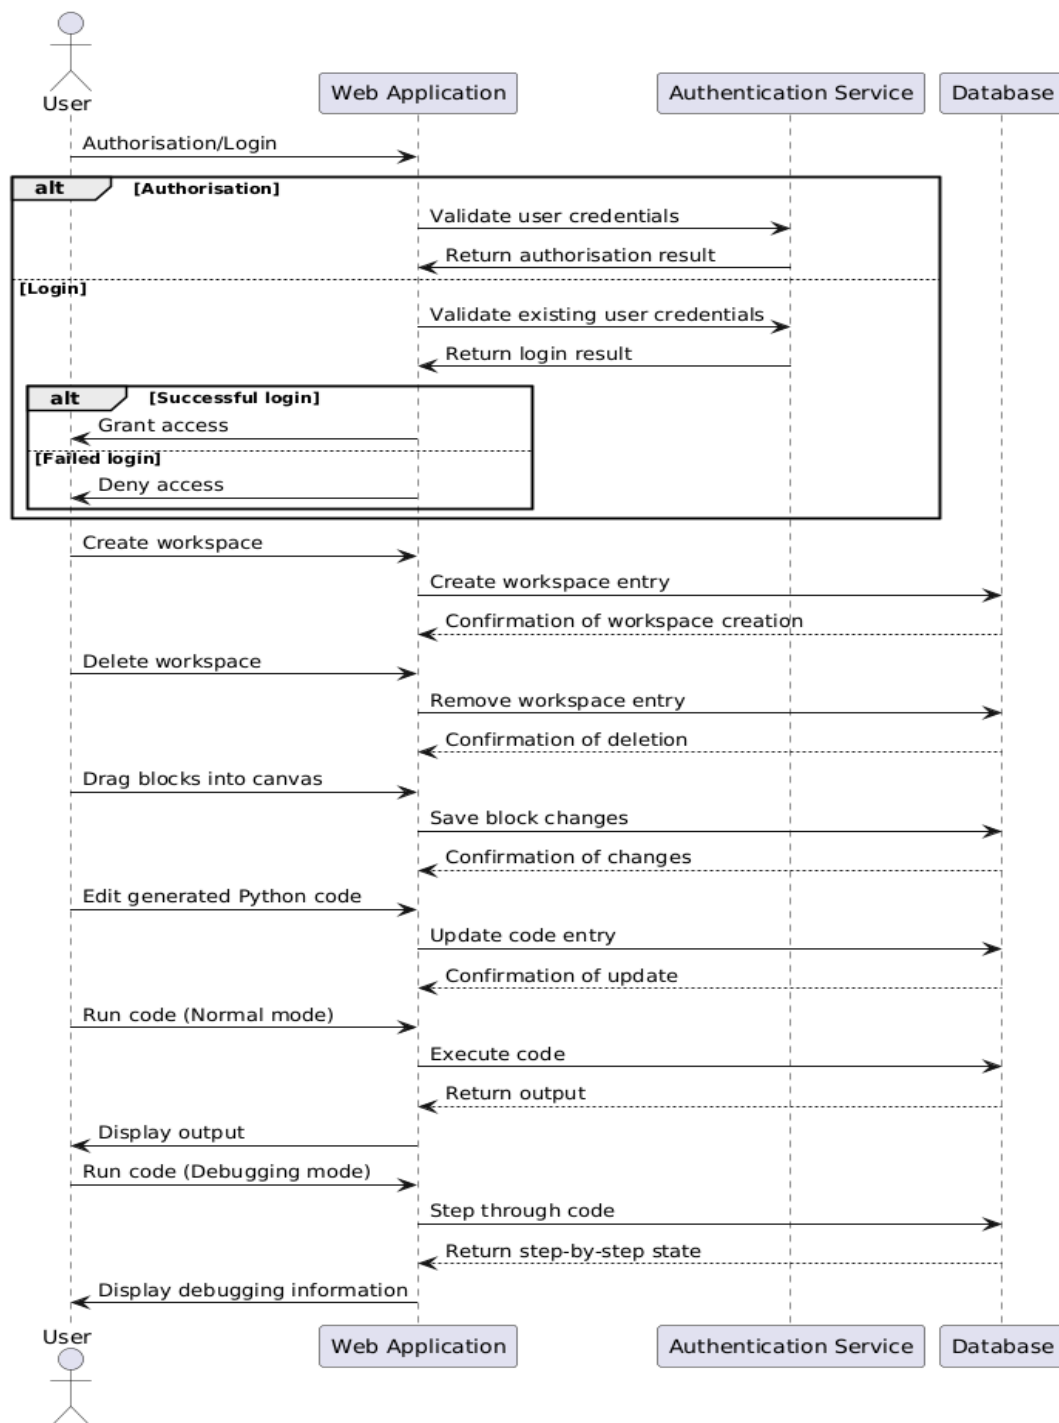 User
Web Application
Authentication Service
Database
Authorisation/Login
alt
[Authorisation]
Validate user credentials
Return authorisation result
[Login]
Validate existing user credentials
Return login result
alt
[Successful login]
Grant access
[Failed login]
Deny access
Create workspace
Create workspace entry
Confirmation of workspace creation
Delete workspace
Remove workspace entry
Confirmation of deletion
Drag blocks into canvas
Save block changes
Confirmation of changes
Edit generated Python code
Update code entry
Confirmation of update
Run code (Normal mode)
Execute code
Return output
Display output
Run code (Debugging mode)
Step through code
Return step-by-step state
Display debugging information
User
Web Application
Authentication Service
Database